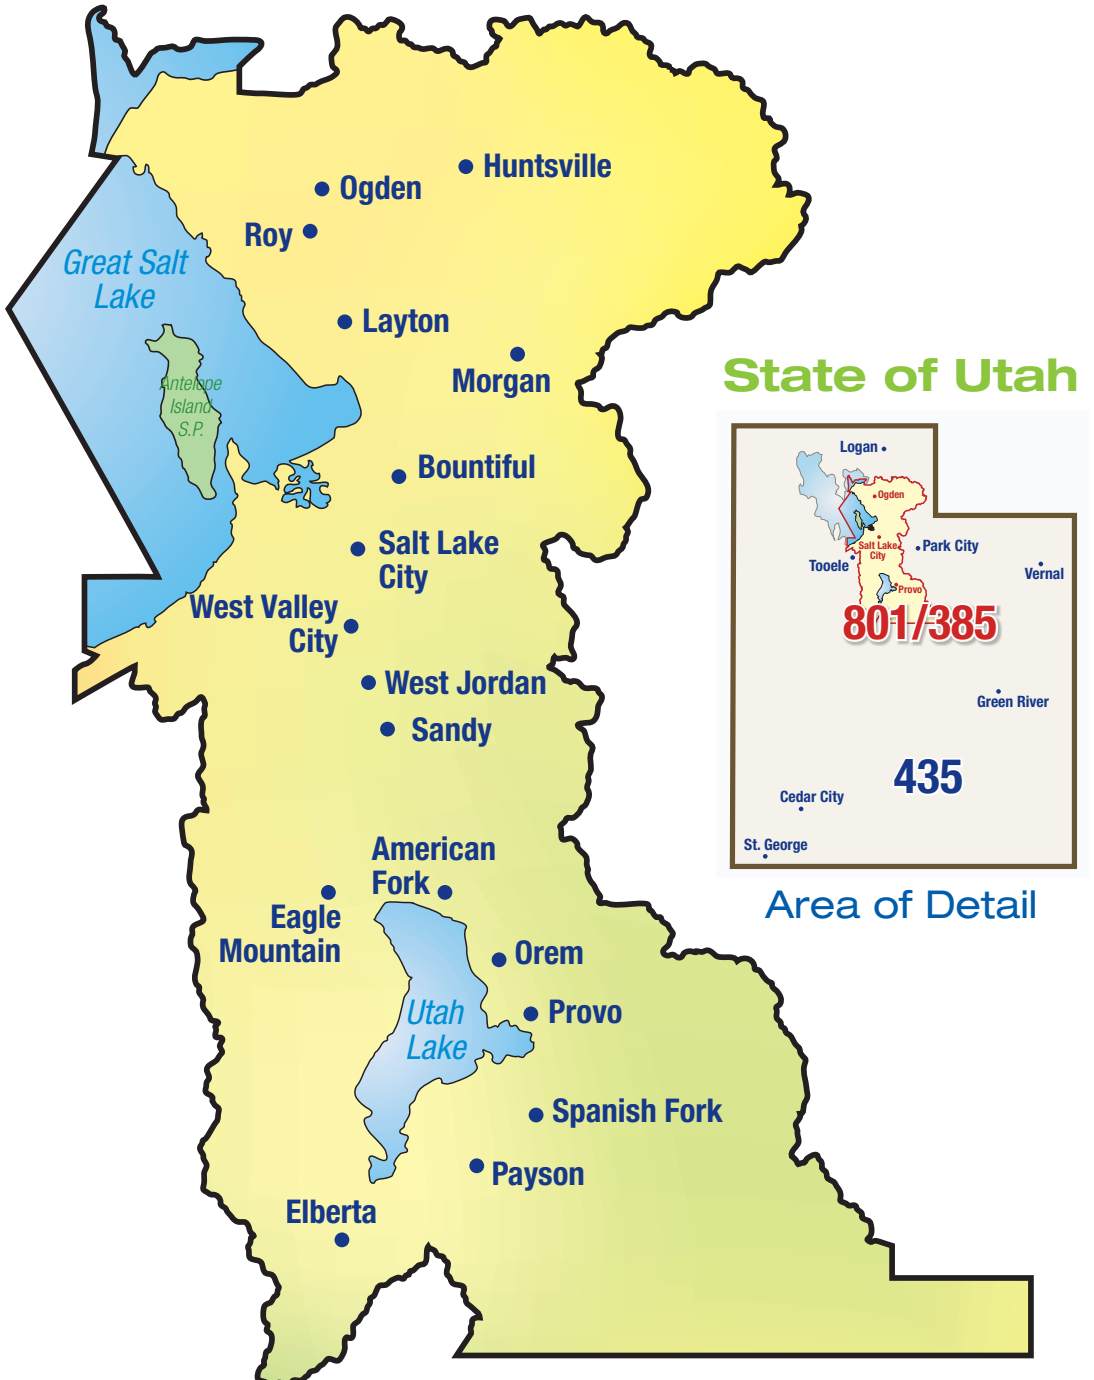 Huntsville
Ogden
Roy
Great Salt
Lake
Layton
Morgan
Antelope
Island
S.P.
Bountiful
Salt Lake
City
West Valley
City
West Jordan
Sandy
American
Fork
Eagle
Mountain
Orem
Provo
Utah
Lake
Spanish Fork
Payson
Elberta
State of Utah
Logan
Ogden
Salt Lake
City
Park City
Tooele
Vernal
Provo
801/385
Green River
435
Cedar City
St. George
Area of Detail